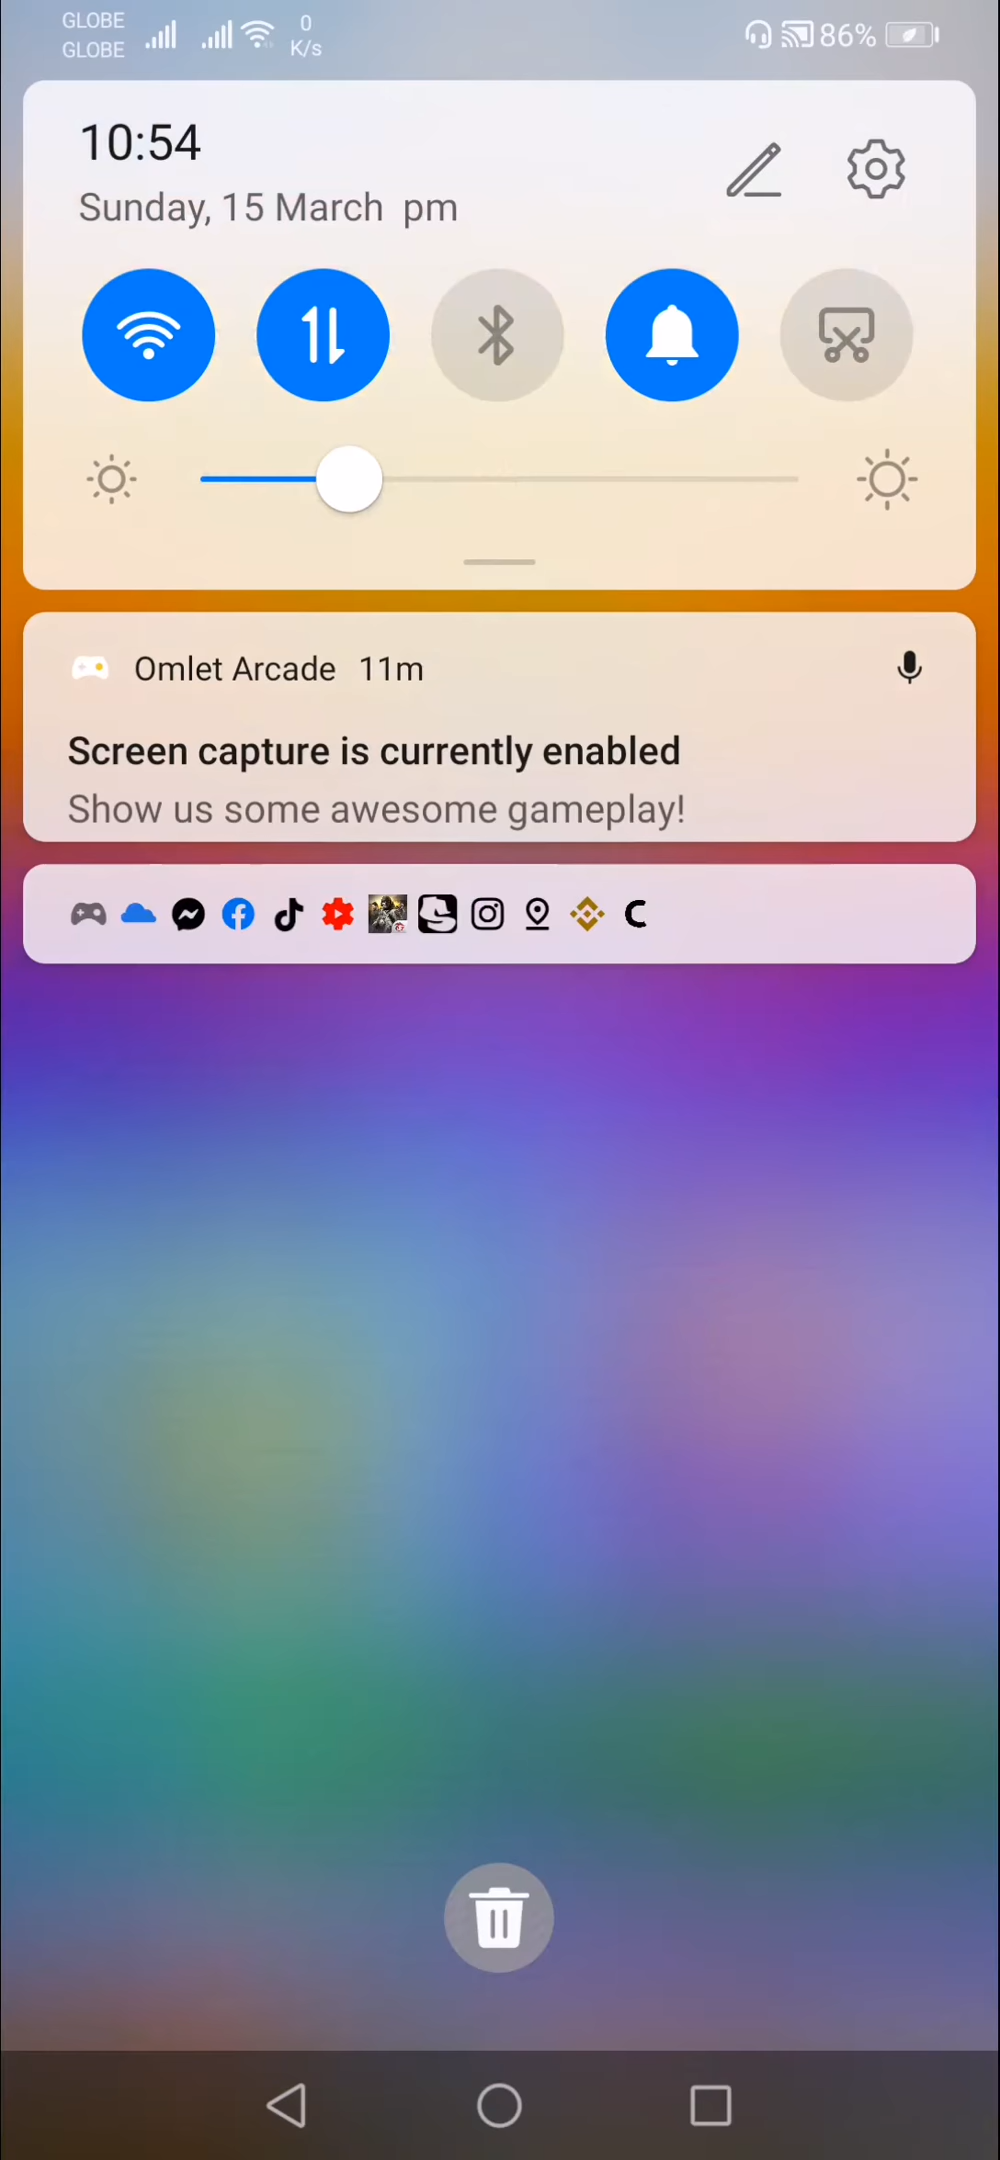 GLOBE
GLOBE
0
K/s
86%
10:54
Sunday, 15 March pm
Omlet Arcade 11m
Screen capture is currently enabled
Show us some awesome gameplay!